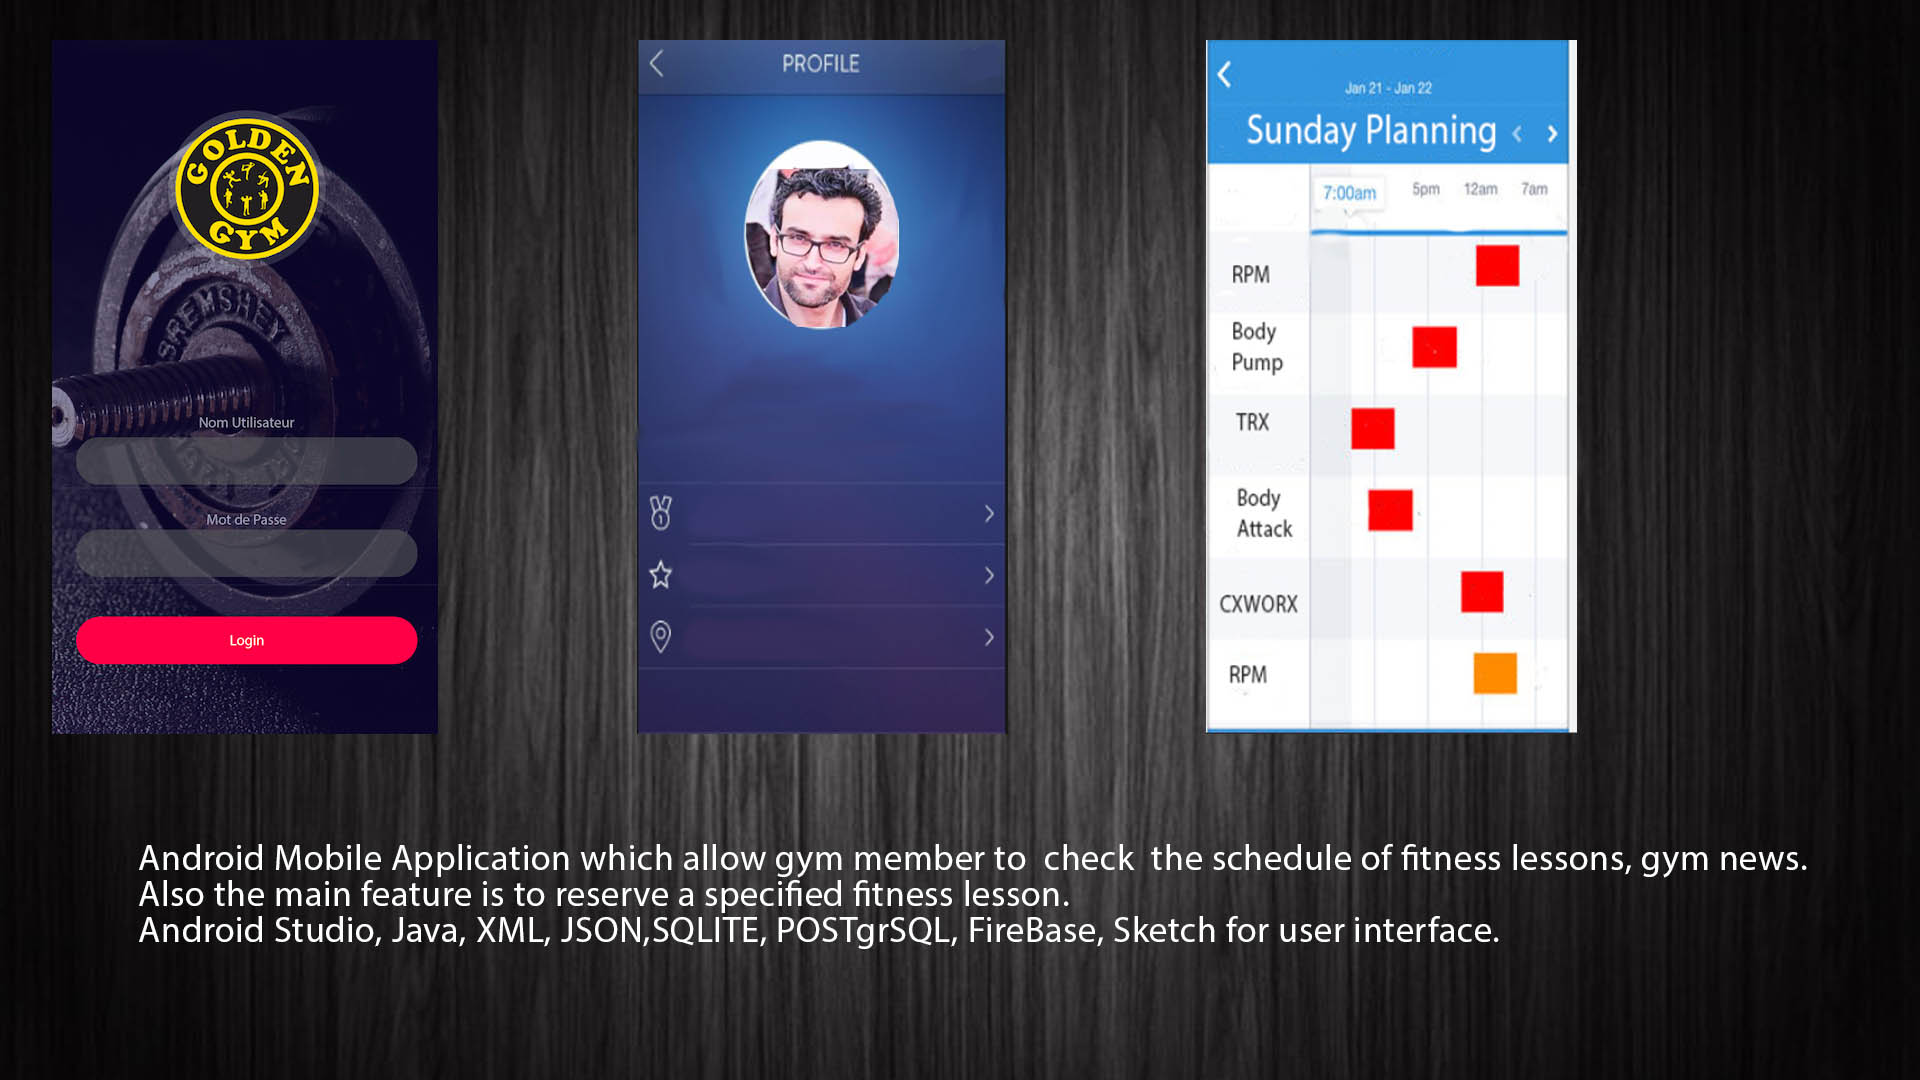 GOLDEN
GYM
BREMSHEY
Nom Utilisateur
Mot de Passe
Login
PROFILE
1
Jan 21 - Jan 22
Sunday Planning
7:00am 5pm 12am 7am
RPM
Body
Pump
TRX
Body
Attack
CXWORX
RPM
Android Mobile Application which allow gym member to check the schedule of fitness lessons, gym news.
Also the main feature is to reserve a specified fitness lesson.
Android Studio, Java, XML, JSON,SQLITE, POSTgrSQL, FireBase, Sketch for user interface.